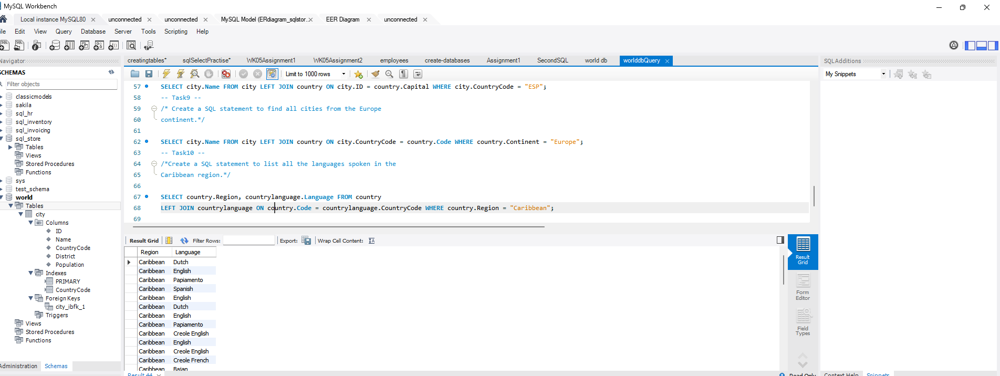 MySQL Workbench
Local instance MySQL80
unconnected
unconnected
MySQL Model (ERdiagram_sqlstor...
EER Diagram
unconnected
ile Edit View Query Database Server Tools Scripting Help
Navigator
SCHEMAS
Filter objects
classicmodels
sakila
sql_hr
sql_inventory
sql_invoicing
sql_store
Tables
Views
Stored Procedures
Functions
sys
test_schema
world
Tables
city
Columns
ID
Name
CountryCode
District
Population
Indexes
PRIMARY
CountryCode
Foreign Keys
city_ibfk_1
Triggers
Views
Stored Procedures
Functions
Administration Schemas
creatingtables* sqlSelectPractise* WK05Assignment1 WK05Assignment2 employees create-databases Assignment1 SecondSQL world db worlddbQuery
Limit to 1000 rows
57 SELECT city.Name FROM city LEFT JOIN country ON city.ID = country.Capital WHERE city.CountryCode = "ESP";
58 -- Task9 --
59 /* Create a SQL statement to find all cities from the Europe
60 continent.*/
61
62 SELECT city.Name FROM city LEFT JOIN country ON city.CountryCode = country.Code WHERE country.Continent = "Europe";
63 -- Task10 --
64 /*Create a SQL statement to list all the languages spoken in the
65 Caribbean region.*/
66
67 SELECT country.Region, countrylanguage.Language FROM country
68 LEFT JOIN countrylanguage ON country.Code = countrylanguage.CountryCode WHERE country.Region = "Caribbean";
69
Result Grid Filter Rows: Export: Wrap Cell Content:
Region Language
Caribbean Dutch
Caribbean English
Caribbean Papiamento
Caribbean Spanish
Caribbean English
Caribbean Dutch
Caribbean English
Caribbean Papiamento
Caribbean Creole English
Caribbean English
Caribbean Creole English
Caribbean Creole French
Caribbean Bajan
Result 44
Result
Grid
Form
Editor
Field
Types
Read Only
SQLAdditions
My Snippets
Context Help Snippets